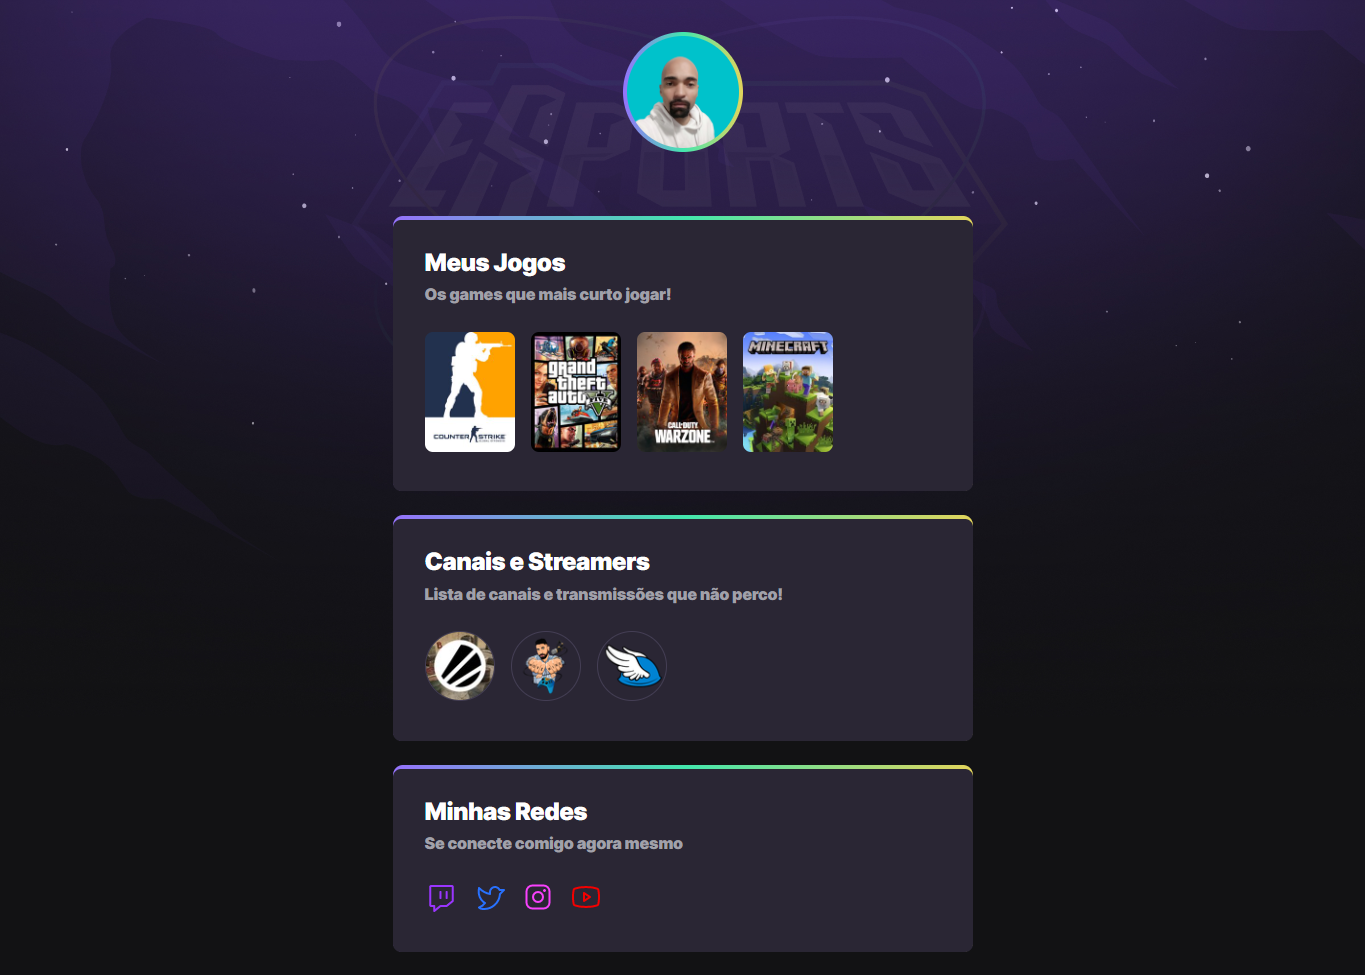 ESPORTS
Meus Jogos
Os games que mais curto jogar!
COUNTER STRIKE
grand
theft
auto
FIVE
CALL OF DUTY
WARZONE
MINECRAFT
Canais e Streamers
Lista de canais e transmissões que não perco!
Minhas Redes
Se conecte comigo agora mesmo